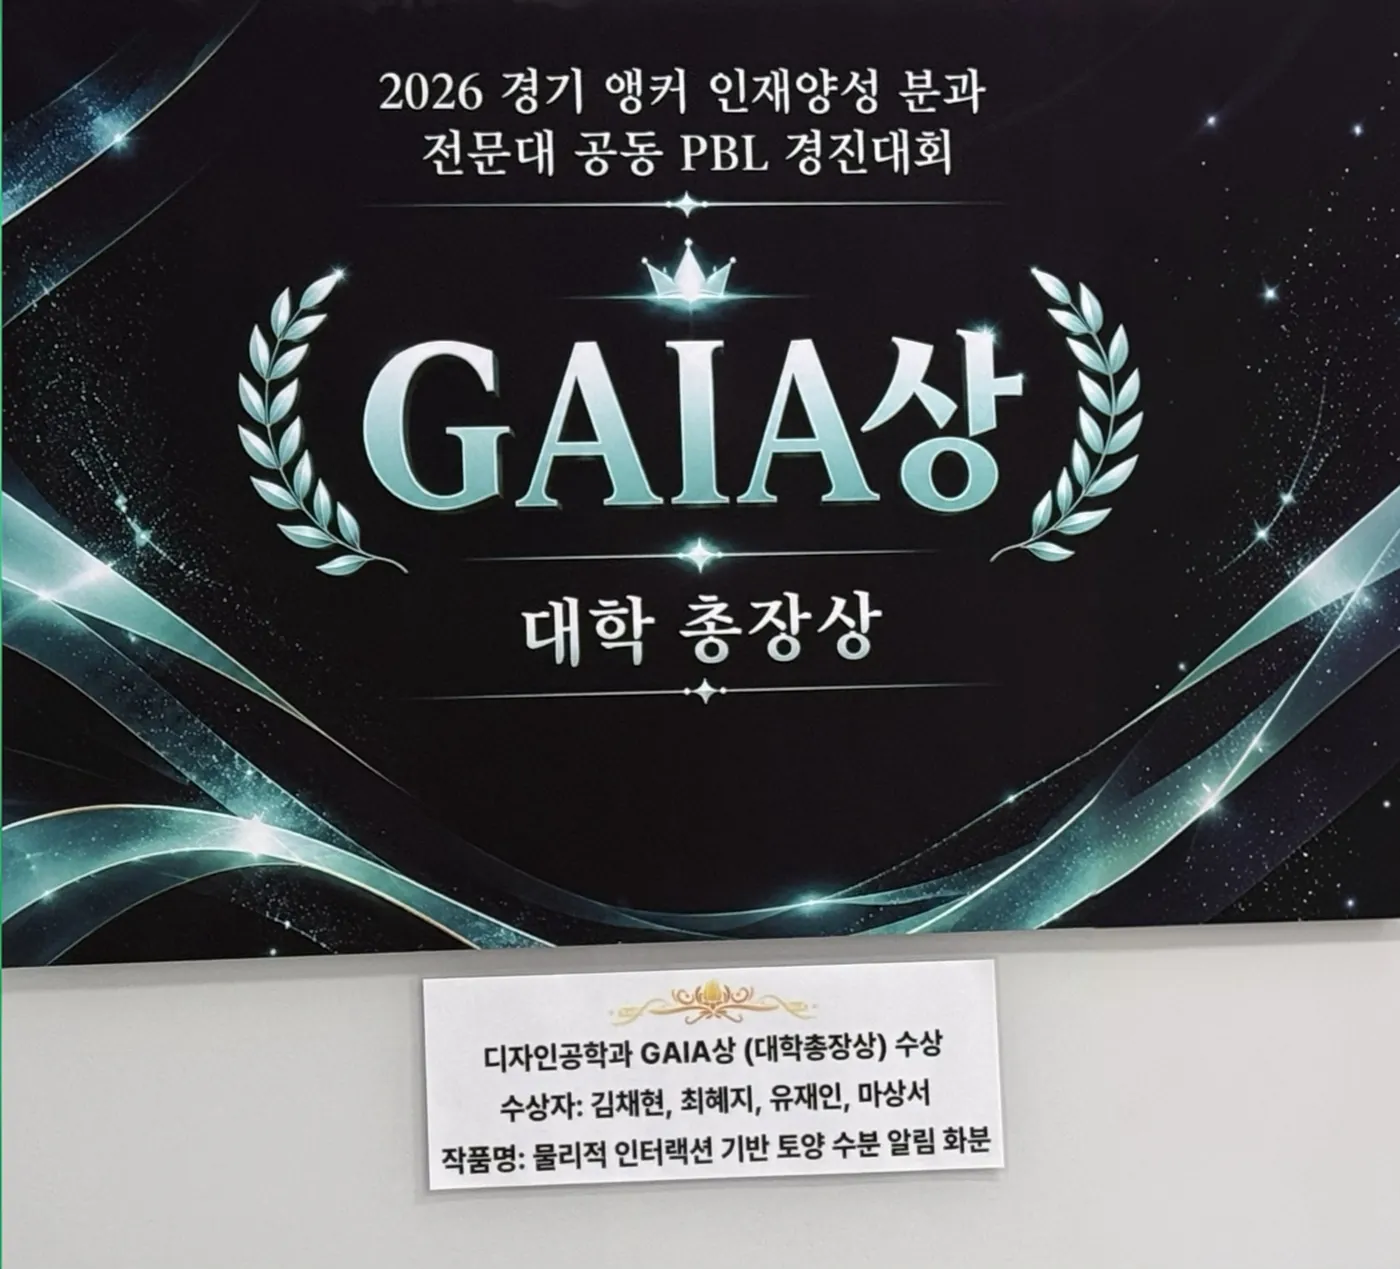 2026 경기 앵커 인재양성 분과
전문대 공동 PBL 경진대회
GAIA상
대학 총장상
디자인공학과 GAIA상 (대학총장상) 수상
수상자: 김채현, 최혜지, 유재인, 마상서
작품명: 물리적 인터랙션 기반 토양 수분 알림 화분